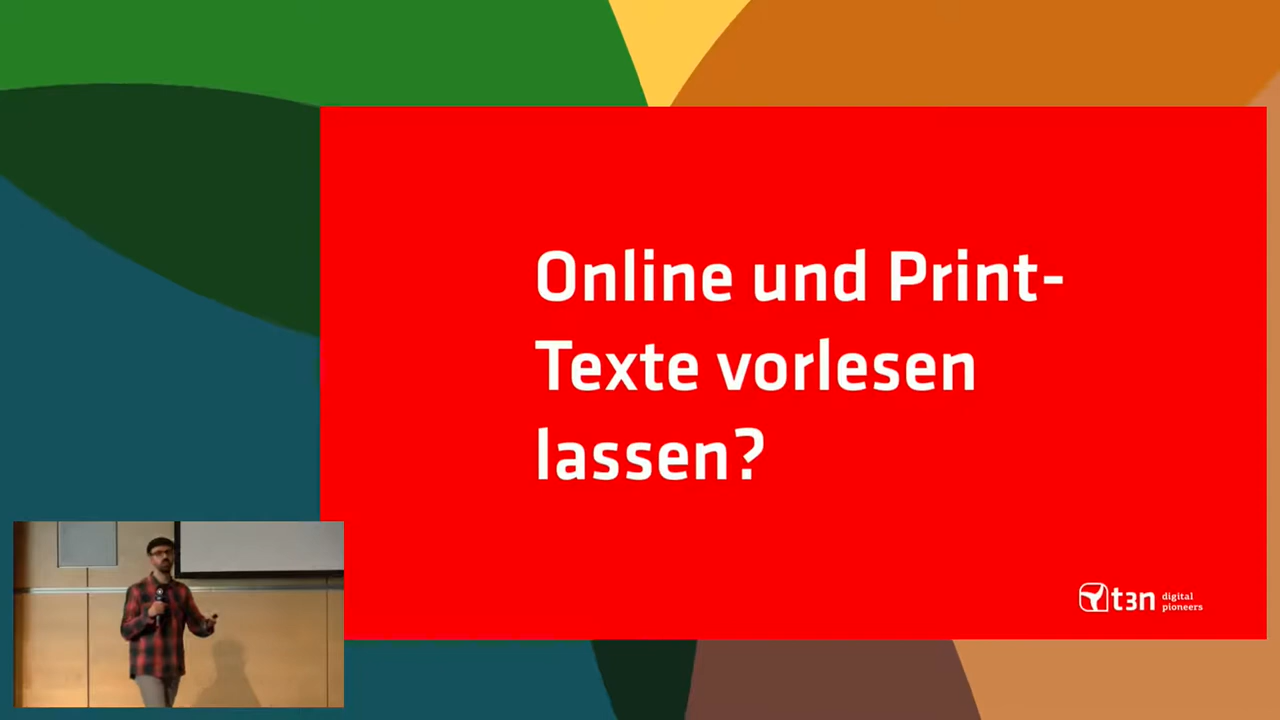 Online und Print-
Texte vorlesen
lassen?
t3n digital
pioneers